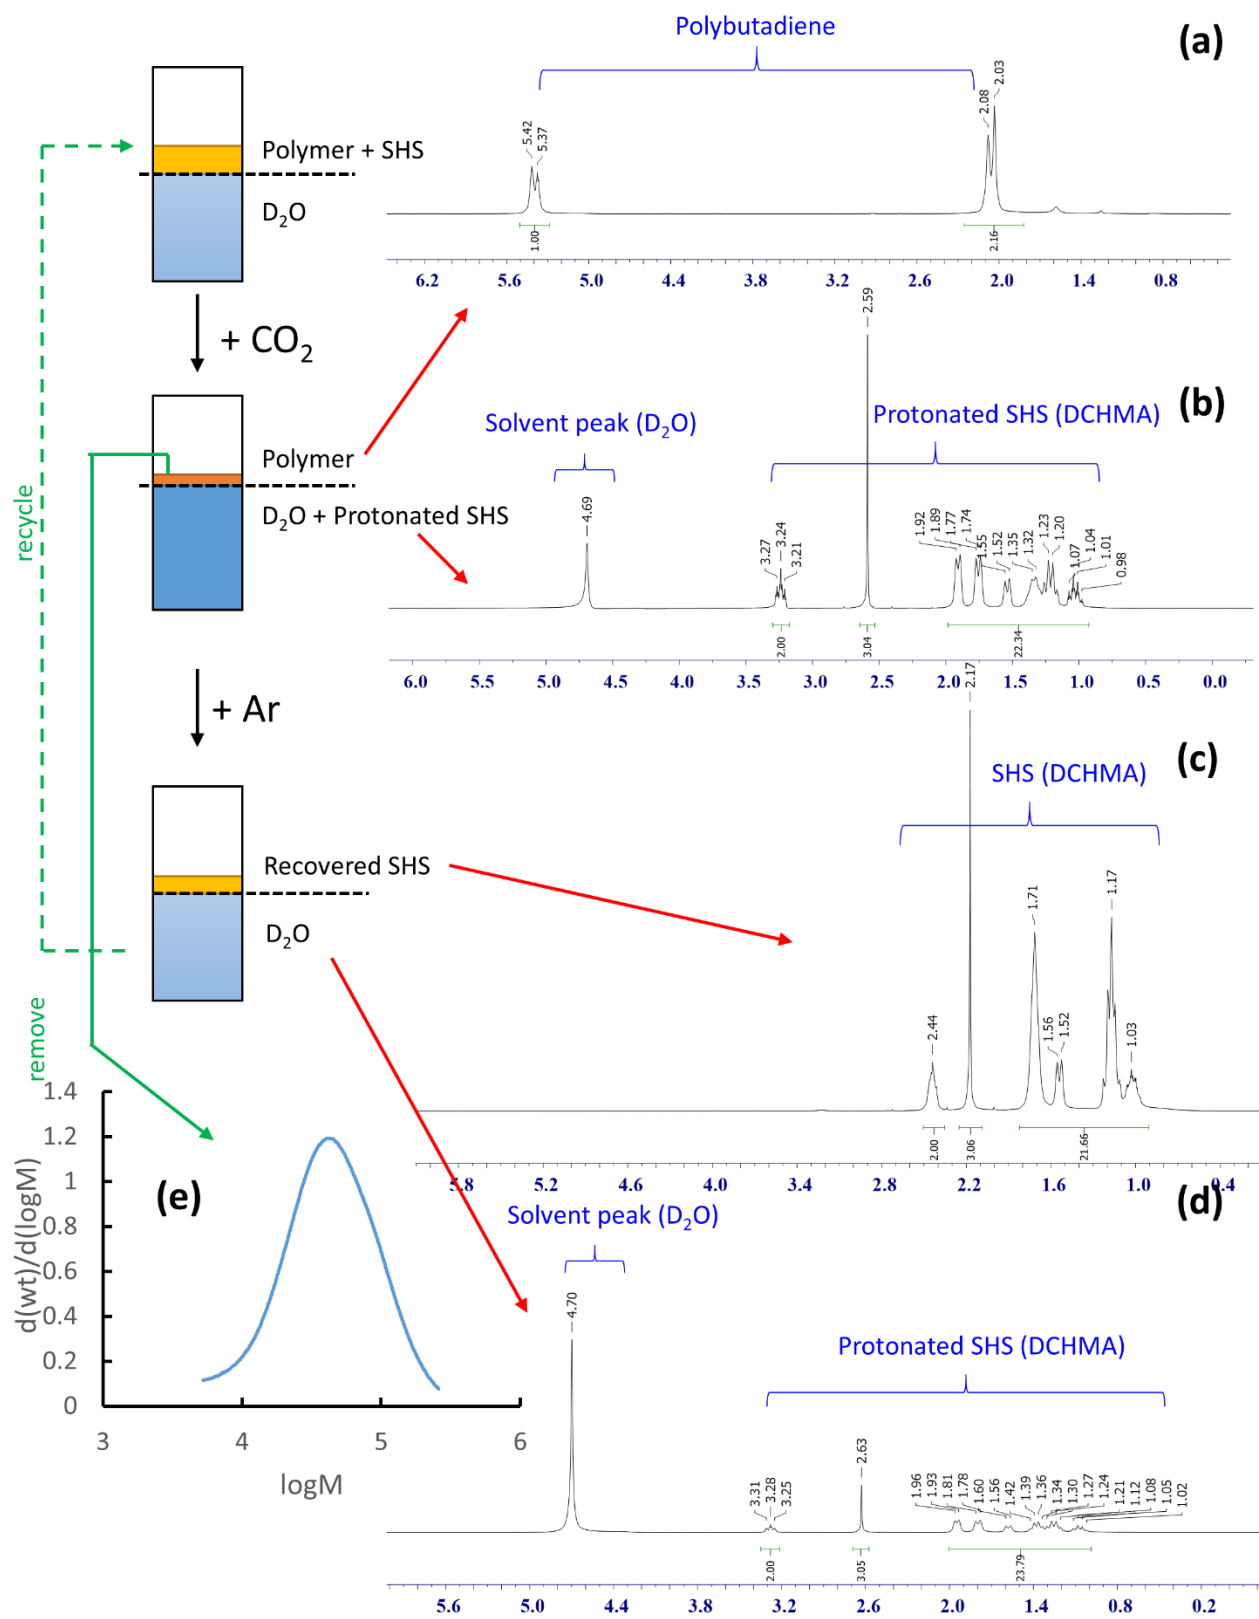 (a)
Polybutadiene
5.42
5.37
2.08
2.03
1.00
2.16
6.2 5.6 5.0 4.4 3.8 3.2 2.6 2.0 1.4 0.8
Polymer + SHS
D₂O
+ CO₂
Polymer
D₂O + Protonated SHS
recycle
+ Ar
Recovered SHS
D₂O
remove
(b)
Solvent peak (D₂O)
Protonated SHS (DCHMA)
4.69
3.27
3.24
3.21
2.59
1.92
1.89
1.77
1.74
1.55
1.52
1.35
1.32
1.23
1.20
1.07
1.04
1.01
0.98
2.00
3.04
22.34
6.0 5.5 5.0 4.5 4.0 3.5 3.0 2.5 2.0 1.5 1.0 0.5 0.0
(c)
SHS (DCHMA)
2.44
2.17
1.71
1.56
1.52
1.17
1.03
2.00
3.06
21.66
5.8 5.2 4.6 4.0 3.4 2.8 2.2 1.6 1.0 0.4
(d)
Solvent peak (D₂O)
Protonated SHS (DCHMA)
4.70
3.31
3.28
3.25
2.63
1.96
1.93
1.81
1.78
1.60
1.56
1.42
1.39
1.36
1.34
1.30
1.27
1.24
1.21
1.12
1.08
1.05
1.02
2.00
3.05
23.79
5.6 5.0 4.4 3.8 3.2 2.6 2.0 1.4 0.8 0.2
(e)
d(wt)/d(logM)
1.4
1.2
1
0.8
0.6
0.4
0.2
0
3 4 5 6
logM